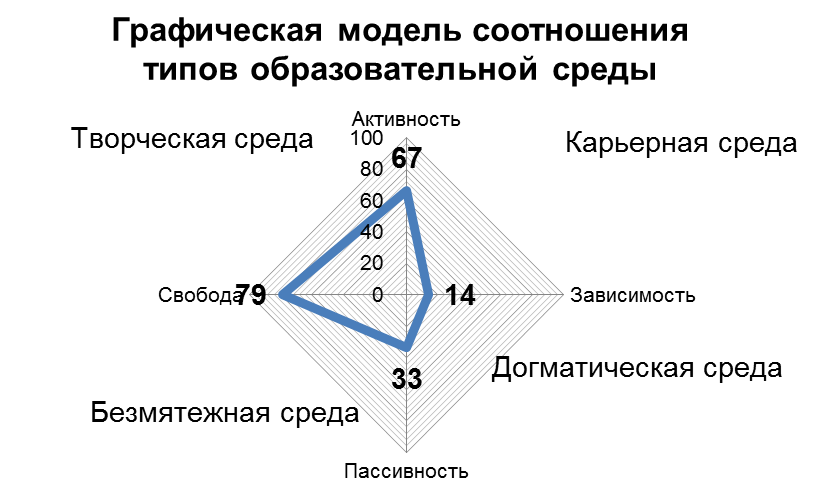 Графическая модель соотношения
типов образовательной среды
Активность
Творческая среда
Карьерная среда
100
67
80
60
40
20
0
Свобода
79
14
Зависимость
Догматическая среда
33
Безмятежная среда
Пассивность